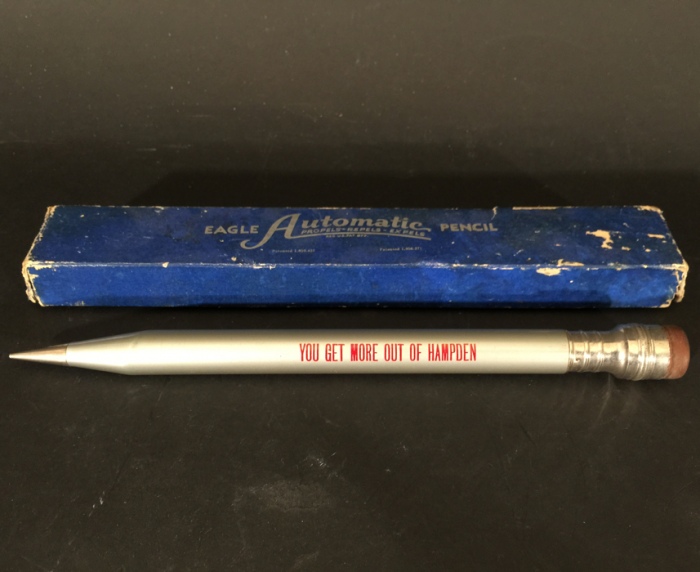 EAGLE Automatic PENCIL
PROPELS-REPELS-EXPELS
YOU GET MORE OUT OF HAMPDEN